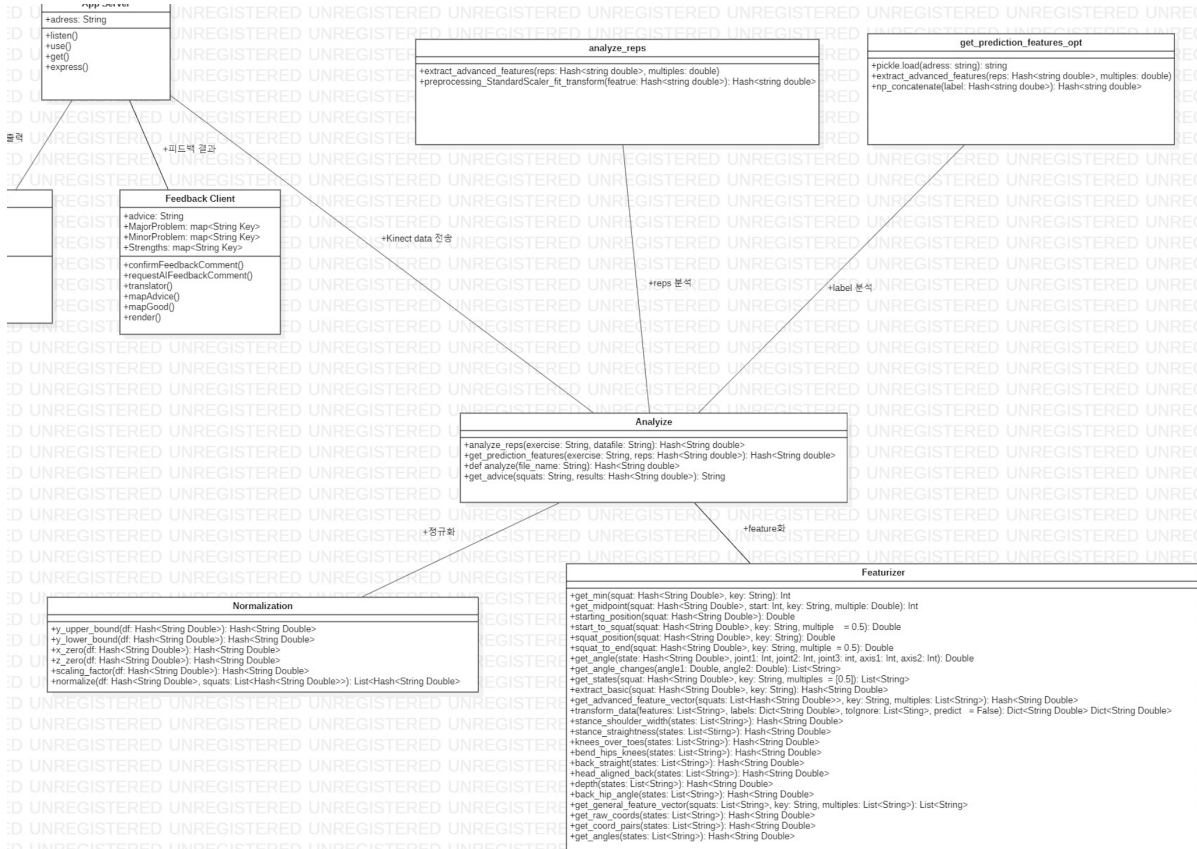 App Server
+adress: String
+listen()
+use()
+get()
+express()
analyze_reps
+extract_advanced_features(reps: Hash<string double>, multiples: double)
+preprocessing_StandardScaler_fit_transform(featrue: Hash<string double>): Hash<string double>
get_prediction_features_opt
+pickle.load(adress: string): string
+extract_advanced_features(reps: Hash<string double>, multiples: double)
+np_concatenate(label: Hash<string doube>): Hash<string double>
출력
+피드백 결과
Feedback Client
+advice: String
+MajorProblem: map<String Key>
+MinorProblem: map<String Key>
+Strengths: map<String Key>
+confirmFeedbackComment()
+requestAIFeedbackComment()
+translator()
+mapAdvice()
+mapGood()
+render()
+Kinect data 전송
+reps 분석
+label 분석
Analyize
+analyze_reps(exercise: String, datafile: String): Hash<String double>
+get_prediction_features(exercise: String, reps: Hash<String double>): Hash<String double>
+def analyze(file_name: String): Hash<String double>
+get_advice(squats: String, results: Hash<String double>): String
+정규화
+feature화
Normalization
+y_upper_bound(df: Hash<String Double>): Hash<String Double>
+y_lower_bound(df: Hash<String Double>): Hash<String Double>
+x_zero(df: Hash<String Double>): Hash<String Double>
+z_zero(df: Hash<String Double>): Hash<String Double>
+scaling_factor(df: Hash<String Double>): Hash<String Double>
+normalize(df: Hash<String Double>, squats: List<Hash<String Double>>): List<Hash<String Double>
Featurizer
+get_min(squat: Hash<String Double>, key: String): Int
+get_midpoint(squat: Hash<String Double>, start: Int, key: String, multiple: Double): Int
+starting_position(squat: Hash<String Double>): Double
+start_to_squat(squat: Hash<String Double>, key: String, multiple = 0.5): Double
+squat_position(squat: Hash<String Double>, key: String): Double
+squat_to_end(squat: Hash<String Double>, key: String, multiple = 0.5): Double
+get_angle(state: Hash<String Double>, joint1: Int, joint2: Int, joint3: int, axis1: Int, axis2: Int): Double
+get_angle_changes(angle1: Double, angle2: Double): List<String>
+get_states(squat: Hash<String Double>, key: String, multiples = [0.5]): List<String>
+extract_basic(squat: Hash<String Double>, key: String): Hash<String Double>
+get_advanced_feature_vector(squats: List<Hash<String Double>>, key: String, multiples: List<String>): Hash<String Double>
+transform_data(features: List<String>, labels: Dict<String Double>, toIgnore: List<Sting>, predict = False): Dict<String Double> Dict<String Double>
+stance_shoulder_width(states: List<String>): Hash<String Double>
+stance_straightness(states: List<Stirng>): Hash<String Double>
+knees_over_toes(states: List<String>): Hash<String Double>
+bend_hips_knees(states: List<String>): Hash<String Double>
+back_straight(states: List<String>): Hash<String Double>
+head_aligned_back(states: List<String>): Hash<String Double>
+depth(states: List<String>): Hash<String Double>
+back_hip_angle(states: List<String>): Hash<String Double>
+get_general_feature_vector(squats: List<String>, key: String, multiples: List<String>): List<String>
+get_raw_coords(states: List<String>): Hash<String Double>
+get_coord_pairs(states: List<String>): Hash<String Double>
+get_angles(states: List<String>): Hash<String Double>